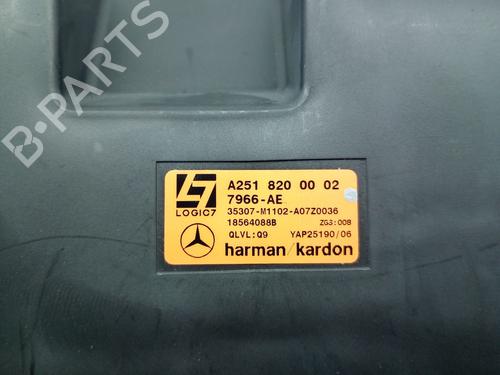 B-PARTS
LOGIC7
A251 820 00 02
7966-AE
35307-M1102-A07Z0036
18564088B ZG3:008
QLVL:Q9 YAP25190/06
harman/kardon